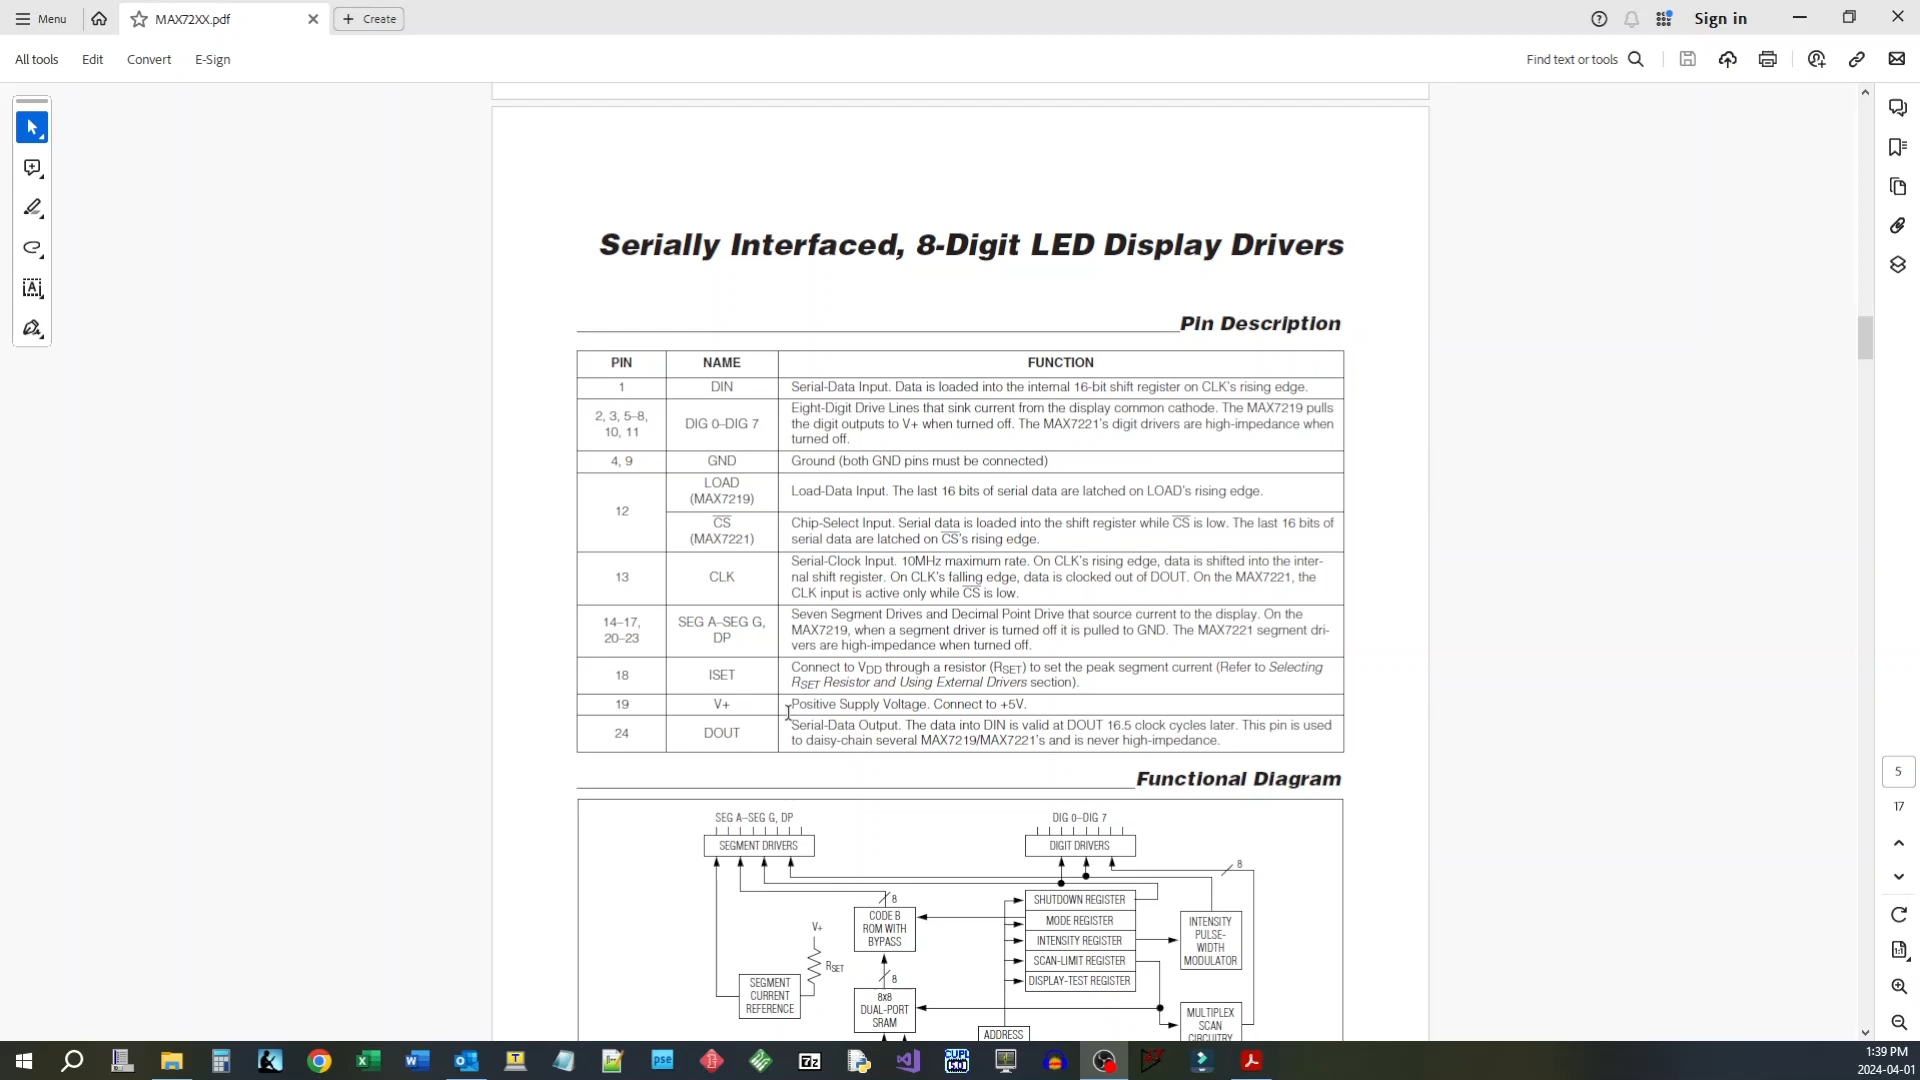 Menu
MAX72XX.pdf
Create
Sign in
All tools
Edit
Convert
E-Sign
Find text or tools
Serially Interfaced, 8-Digit LED Display Drivers
Pin Description
PIN NAME FUNCTION
1 DIN Serial-Data Input. Data is loaded into the internal 16-bit shift register on CLK's rising edge.
2, 3, 5–8, 10, 11 DIG 0–DIG 7 Eight-Digit Drive Lines that sink current from the display common cathode. The MAX7219 pulls
the digit outputs to V+ when turned off. The MAX7221's digit drivers are high-impedance when
turned off.
4, 9 GND Ground (both GND pins must be connected)
12 LOAD (MAX7219) Load-Data Input. The last 16 bits of serial data are latched on LOAD's rising edge.
CS (MAX7221) Chip-Select Input. Serial data is loaded into the shift register while CS is low. The last 16 bits of
serial data are latched on CS's rising edge.
13 CLK Serial-Clock Input. 10MHz maximum rate. On CLK's rising edge, data is shifted into the inter-
nal shift register. On CLK's falling edge, data is clocked out of DOUT. On the MAX7221, the
CLK input is active only while CS is low.
14–17, 20–23 SEG A–SEG G, DP Seven Segment Drives and Decimal Point Drive that source current to the display. On the
MAX7219, when a segment driver is turned off it is pulled to GND. The MAX7221 segment dri-
vers are high-impedance when turned off.
18 ISET Connect to VDD through a resistor (RSET) to set the peak segment current (Refer to Selecting
RSET Resistor and Using External Drivers section).
19 V+ Positive Supply Voltage. Connect to +5V.
24 DOUT Serial-Data Output. The data into DIN is valid at DOUT 16.5 clock cycles later. This pin is used
to daisy-chain several MAX7219/MAX7221's and is never high-impedance.
Functional Diagram
SEG A–SEG G, DP
DIG 0–DIG 7
SEGMENT DRIVERS
DIGIT DRIVERS
8
8
CODE B
ROM WITH
BYPASS
SHUTDOWN REGISTER
MODE REGISTER
INTENSITY REGISTER
SCAN-LIMIT REGISTER
DISPLAY-TEST REGISTER
INTENSITY
PULSE-
WIDTH
MODULATOR
V+
RSET
8
SEGMENT
CURRENT
REFERENCE
8x8
DUAL-PORT
SRAM
MULTIPLEX
SCAN
CIRCUITRY
ADDRESS
5
17
pse
7z
CUPL
1:39 PM
2024-04-01